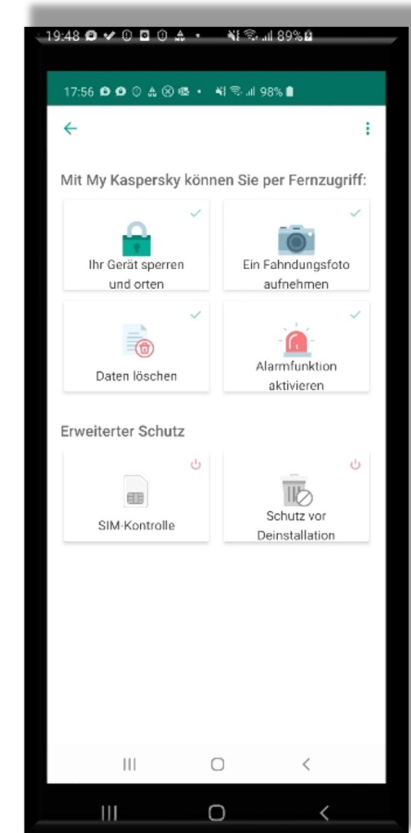 19:48 89%
17:56 98%
Mit My Kaspersky können Sie per Fernzugriff:
Ihr Gerät sperren
und orten
Ein Fahndungsfoto
aufnehmen
Daten löschen
Alarmfunktion
aktivieren
Erweiterter Schutz
SIM-Kontrolle
Schutz vor
Deinstallation